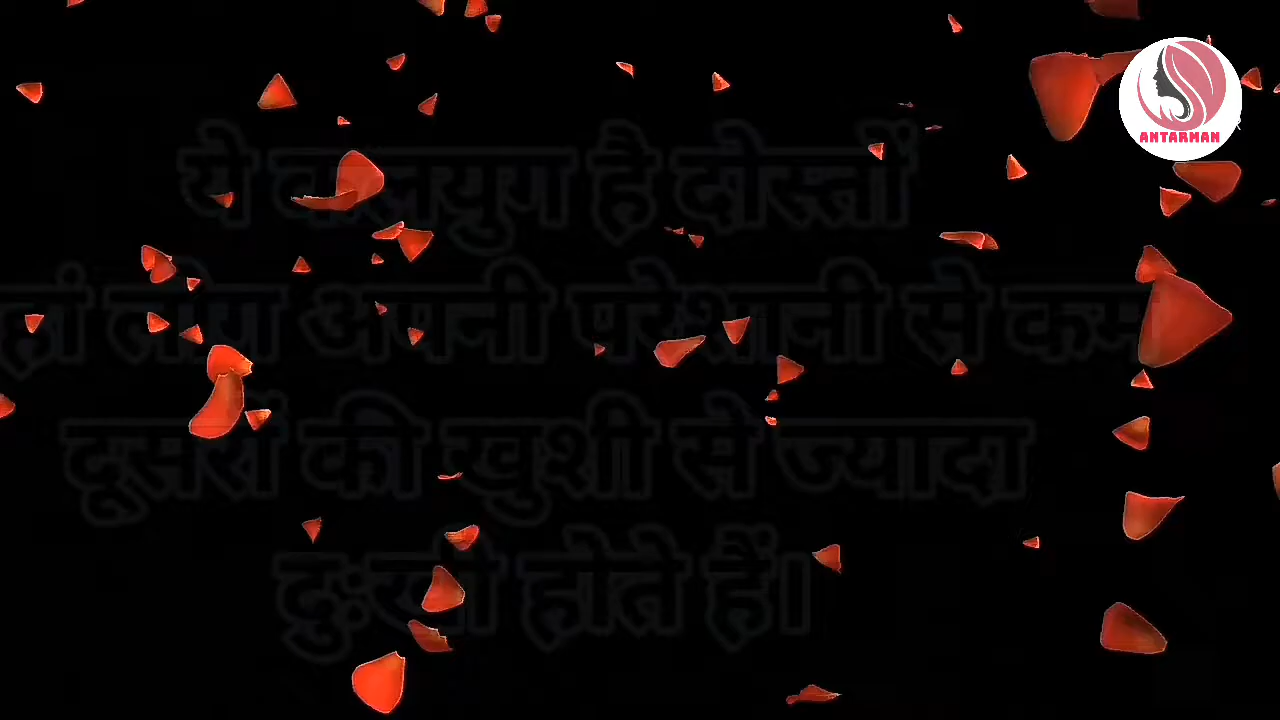 ANTARMAN
ये कलयुग है दोस्तों
लोग अपनी परेशानी से कम
दूसरों की खुशी से ज्यादा
दुःखी होते हैं।